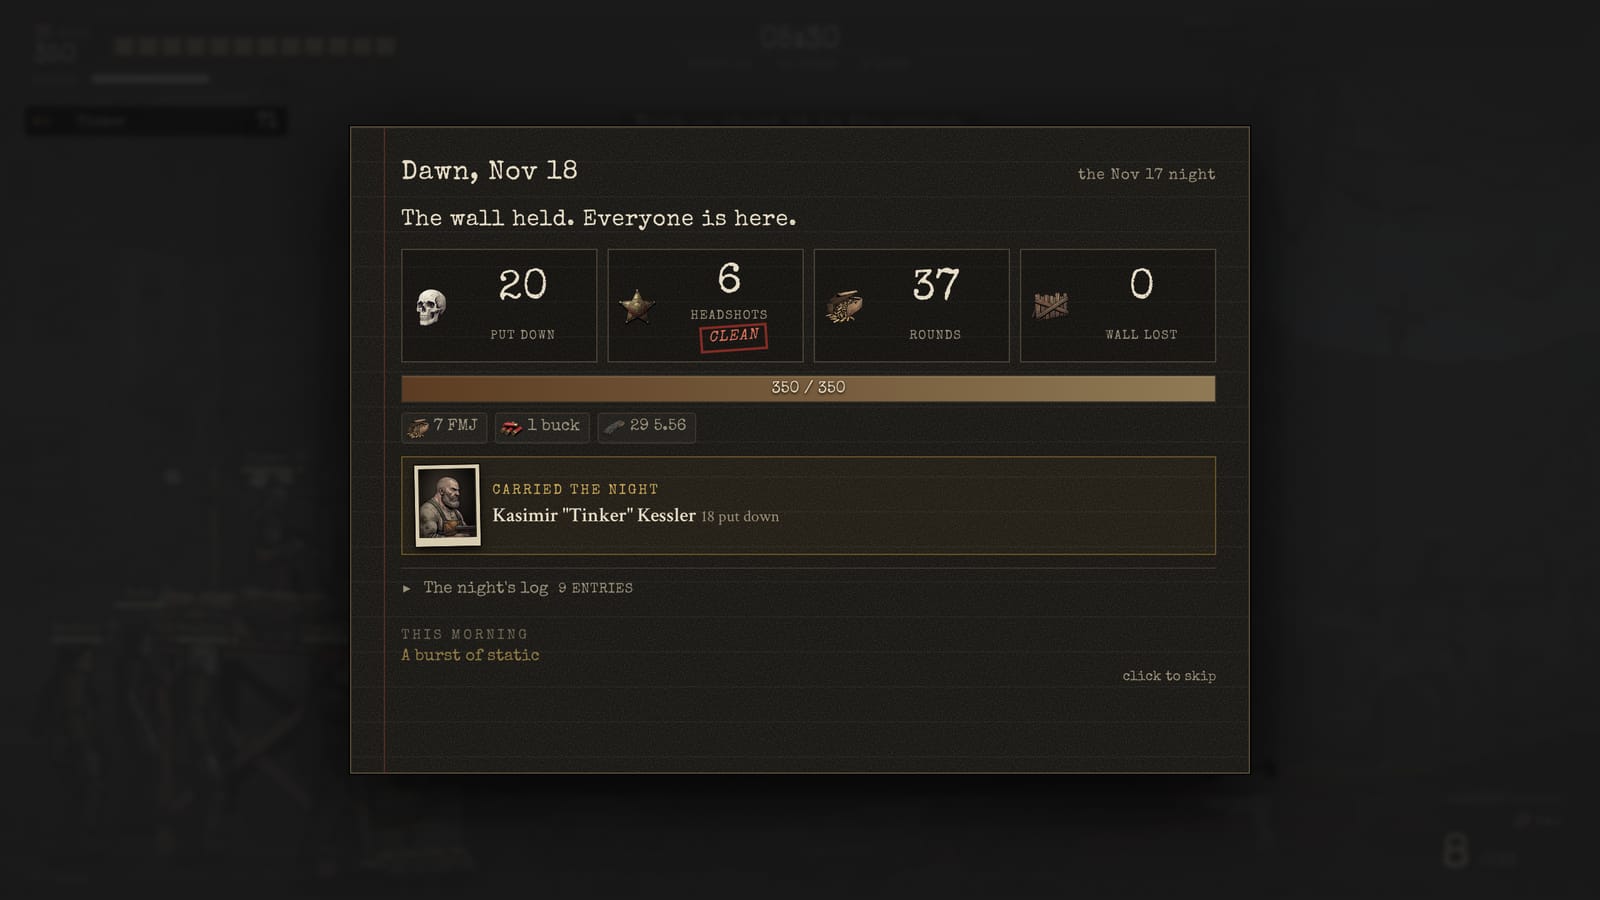 Dawn, Nov 18
the Nov 17 night
The wall held. Everyone is here.
20
PUT DOWN
6
HEADSHOTS
CLEAN
37
ROUNDS
0
WALL LOST
350 / 350
7 FMJ
1 buck
29 5.56
CARRIED THE NIGHT
Kasimir "Tinker" Kessler 18 put down
► The night's log 9 ENTRIES
THIS MORNING
A burst of static
click to skip
8